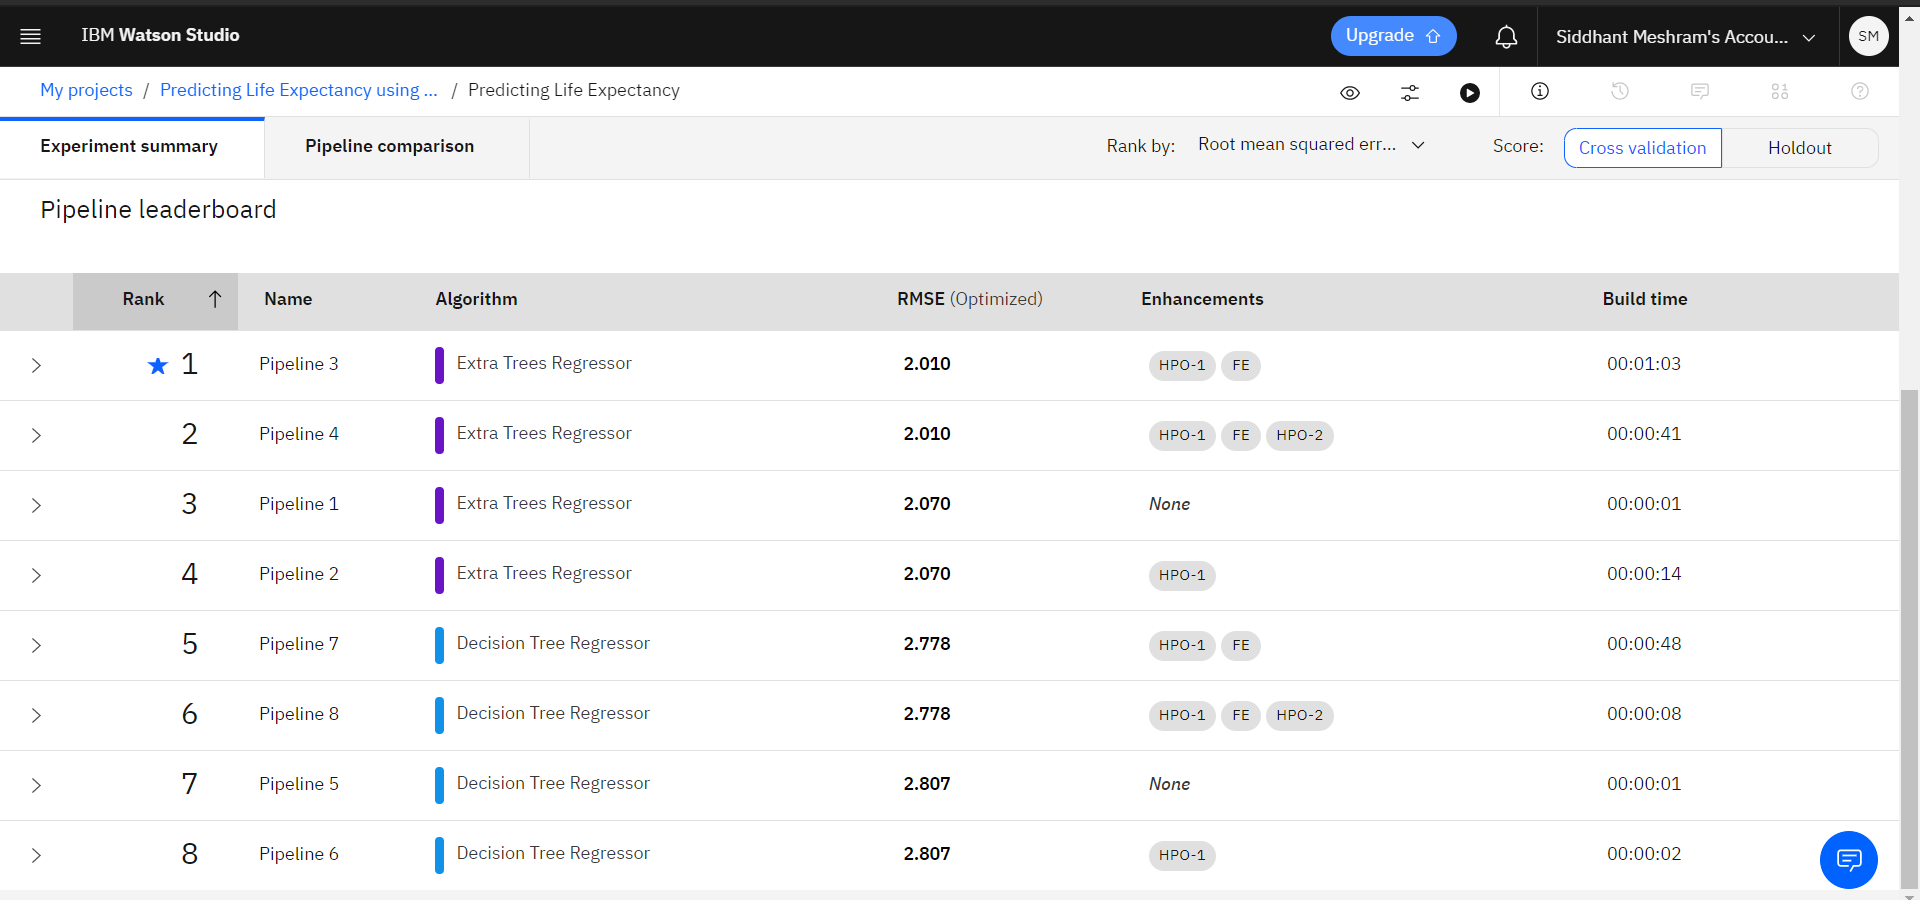 IBM Watson Studio Upgrade Siddhant Meshram's Accou... SM
My projects / Predicting Life Expectancy using ... / Predicting Life Expectancy
Experiment summary Pipeline comparison Rank by: Root mean squared err... Score: Cross validation Holdout
Pipeline leaderboard
Rank Name Algorithm RMSE (Optimized) Enhancements Build time
1 Pipeline 3 Extra Trees Regressor 2.010 HPO-1 FE 00:01:03
2 Pipeline 4 Extra Trees Regressor 2.010 HPO-1 FE HPO-2 00:00:41
3 Pipeline 1 Extra Trees Regressor 2.070 None 00:00:01
4 Pipeline 2 Extra Trees Regressor 2.070 HPO-1 00:00:14
5 Pipeline 7 Decision Tree Regressor 2.778 HPO-1 FE 00:00:48
6 Pipeline 8 Decision Tree Regressor 2.778 HPO-1 FE HPO-2 00:00:08
7 Pipeline 5 Decision Tree Regressor 2.807 None 00:00:01
8 Pipeline 6 Decision Tree Regressor 2.807 HPO-1 00:00:02